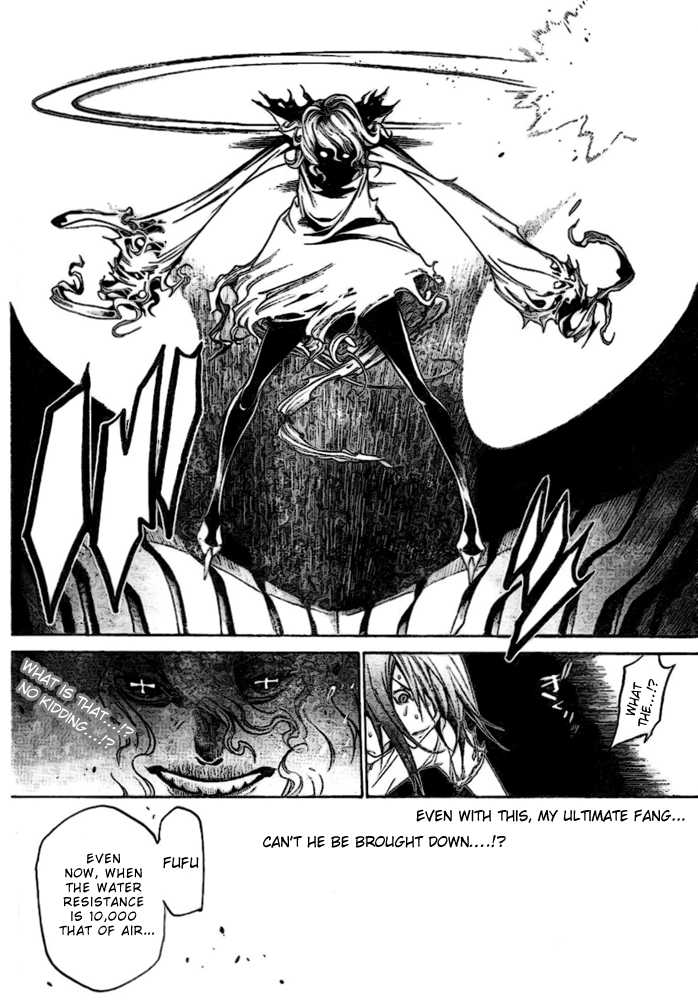 WHAT
THE...!?
WHAT IS THAT...!?
NO KIDDING...!?
EVEN WITH THIS, MY ULTIMATE FANG...
CAN'T HE BE BROUGHT DOWN....!?
FUFU
EVEN
NOW, WHEN
THE WATER
RESISTANCE
IS 10,000
THAT OF AIR...